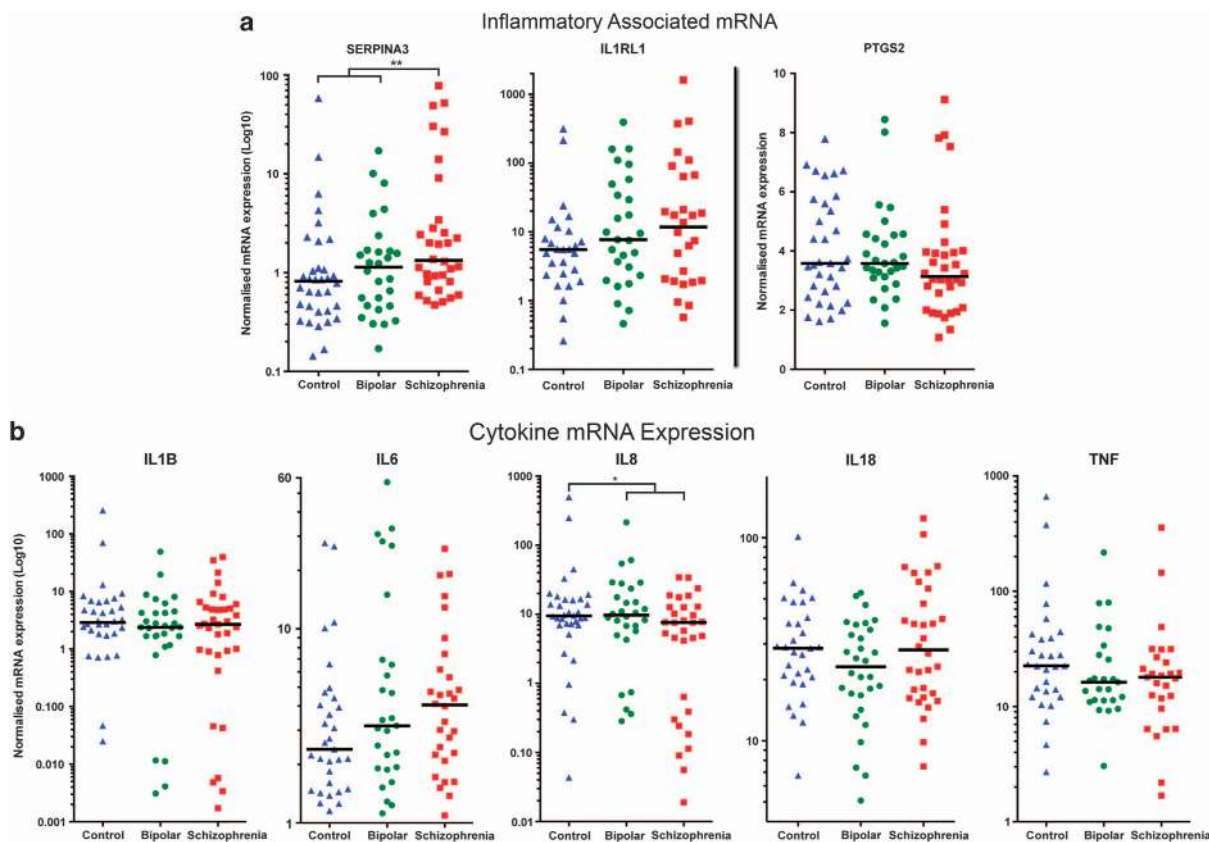 a Inflammatory Associated mRNA
SERPINA3 IL1RL1 PTGS2
Normalised mRNA expression (Log10)
100
10
1
0.1
**
Control Bipolar Schizophrenia
1000
100
10
1
0.1
Control Bipolar Schizophrenia
Normalised mRNA expression
10
8
6
4
2
0
Control Bipolar Schizophrenia
b Cytokine mRNA Expression
IL1B IL6 IL8 IL18 TNF
Normalised mRNA expression (Log10)
1000
100
10
1
0.100
0.010
0.001
Control Bipolar Schizophrenia
60
10
1
Control Bipolar Schizophrenia
*
1000
100
10
1
0.10
0.01
Control Bipolar Schizophrenia
100
10
Control Bipolar Schizophrenia
1000
100
10
1
Control Bipolar Schizophrenia